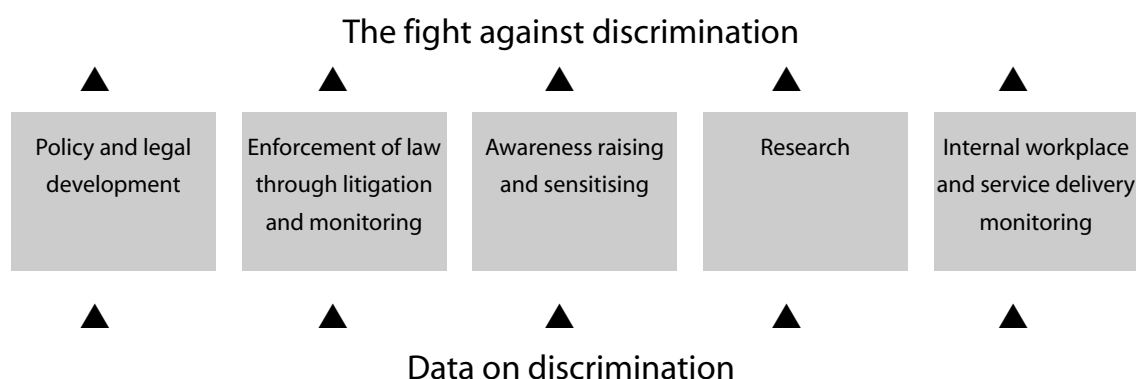 The fight against discrimination
Policy and legal
development
Enforcement of law
through litigation
and monitoring
Awareness raising
and sensitising
Research
Internal workplace
and service delivery
monitoring
Data on discrimination